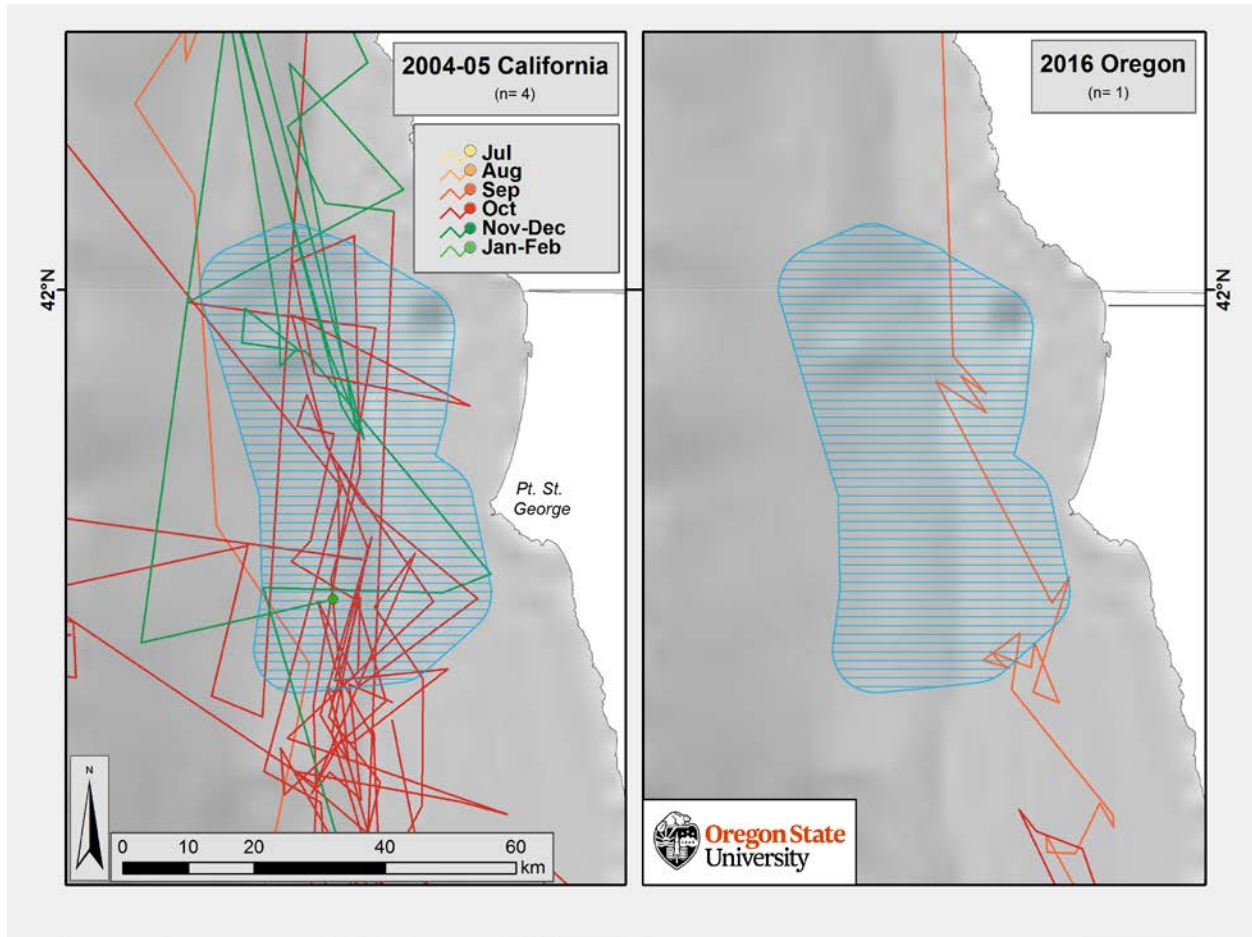 2004-05 California
(n= 4)
Jul
Aug
Sep
Oct
Nov-Dec
Jan-Feb
42°N
Pt. St.
George
N
0 10 20 40 60
km
2016 Oregon
(n= 1)
42°N
Oregon State
University